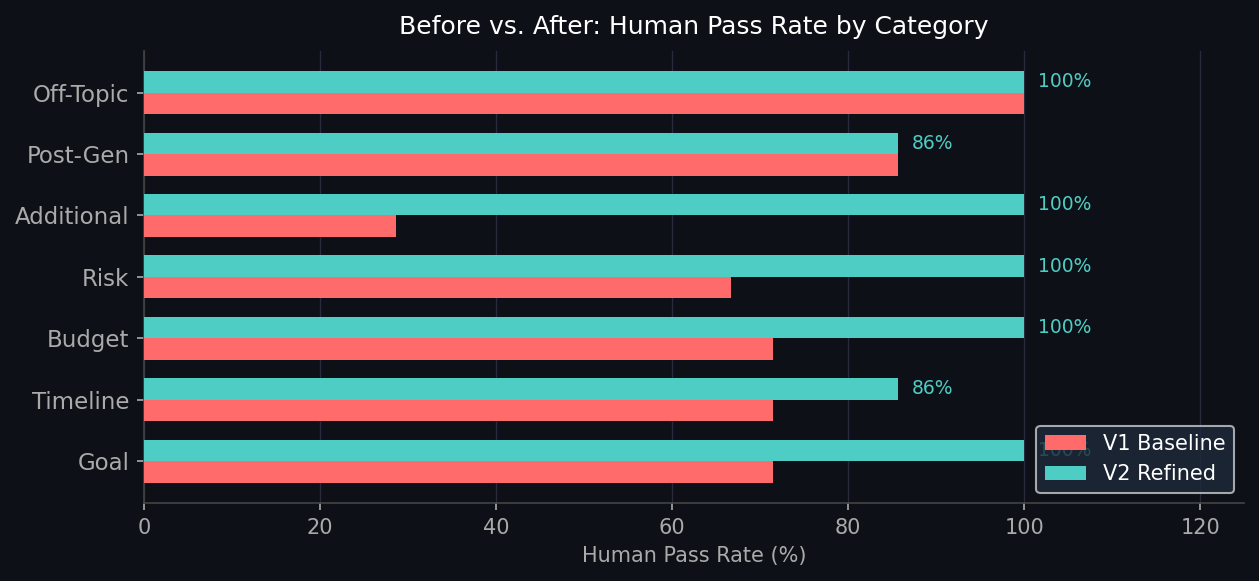 Before vs. After: Human Pass Rate by Category
Off-Topic
100%
Post-Gen
86%
Additional
100%
Risk
100%
Budget
100%
Timeline
86%
Goal
100%
V1 Baseline
V2 Refined
0 20 40 60 80 100 120
Human Pass Rate (%)